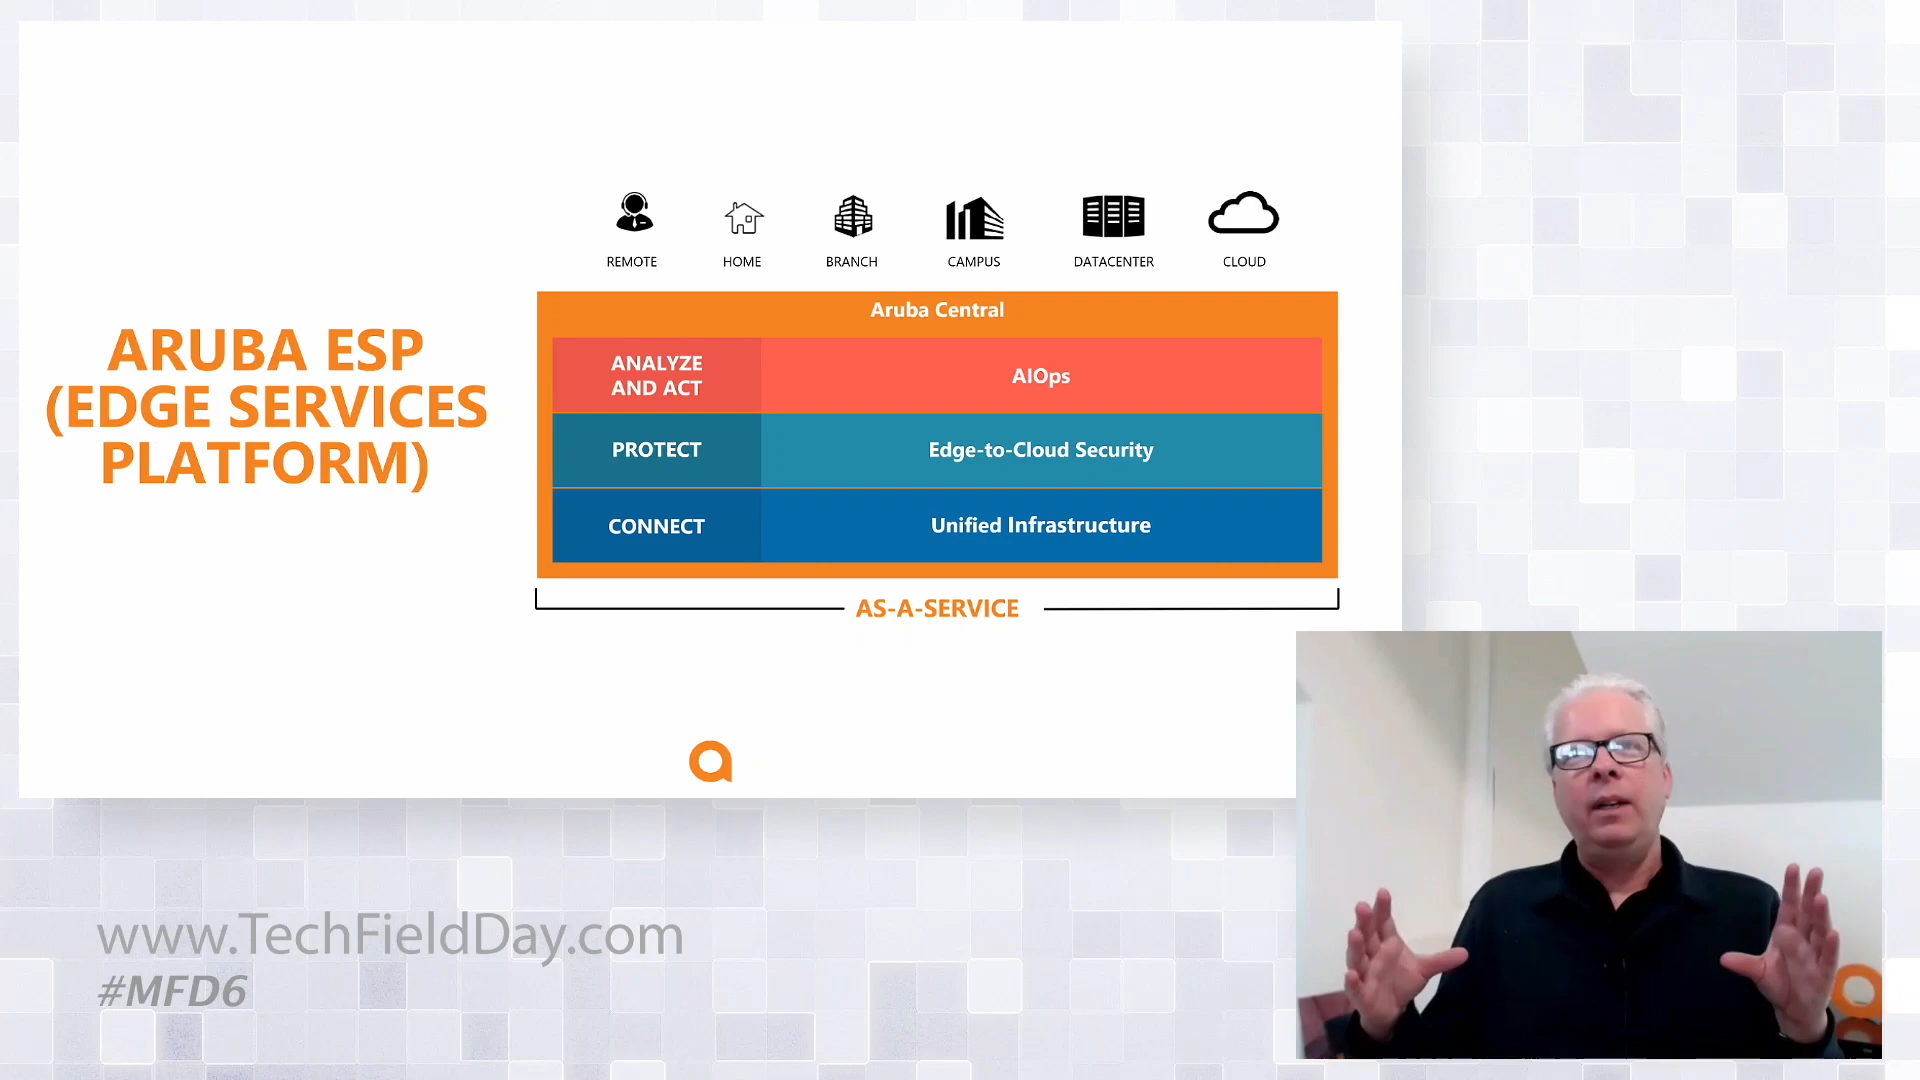 REMOTE
HOME
BRANCH
CAMPUS
DATACENTER
CLOUD
ARUBA ESP
(EDGE SERVICES
PLATFORM)
Aruba Central
ANALYZE
AND ACT
AIOps
PROTECT
Edge-to-Cloud Security
CONNECT
Unified Infrastructure
AS-A-SERVICE
www.TechFieldDay.com
#MFD6